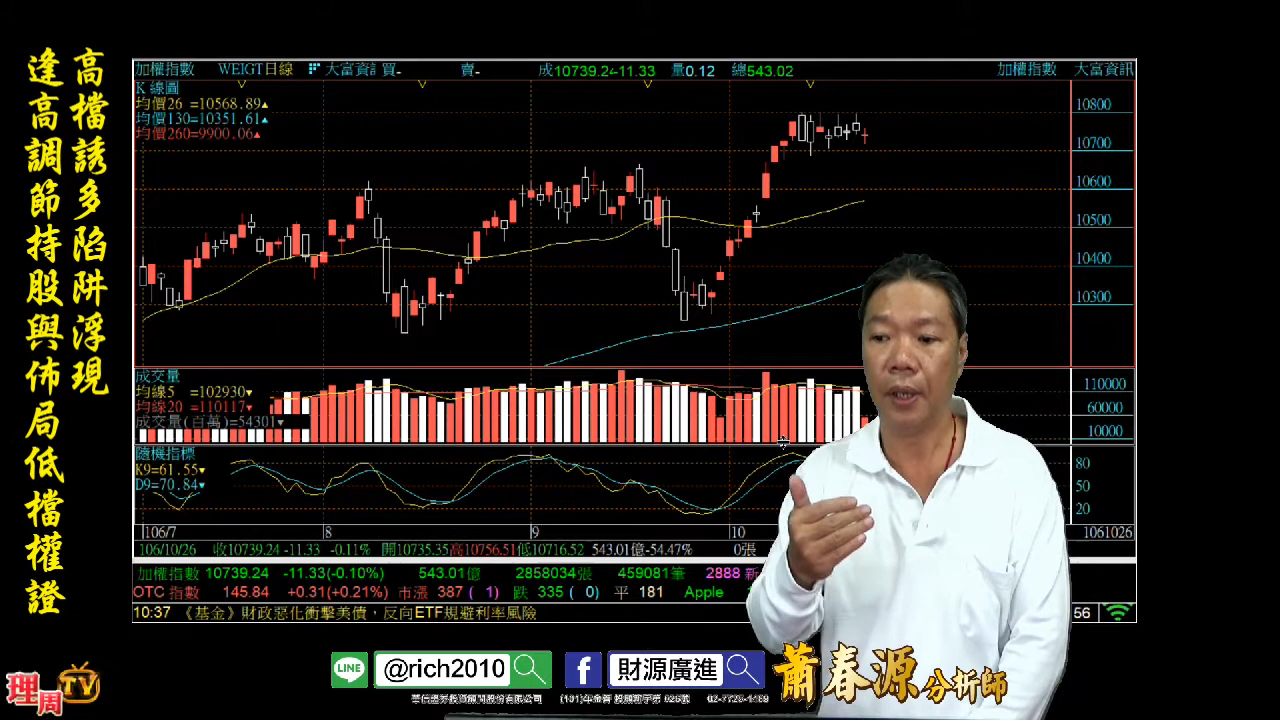 高檔誘多陷阱浮現
逢高調節持股與佈局低檔權證
加權指數 WEIGT日線 大富資訊 買- 賣- 成10739.24-11.33 量0.12 總543.02 加權指數 大富資訊
K 線圖
均價26 =10568.89▲
均價130=10351.61▲
均價260=9900.06▲
10800
10700
10600
10500
10400
10300
成交量
均線5 =102930▼
均線20 =110117▼
成交量(百萬)=54301▼
110000
60000
10000
隨機指標
K9=61.55▼
D9=70.84▼
80
50
20
106/7 8 9 10 1061026
106/10/26 收10739.24 -11.33 -0.11% 開10735.35高10756.51低10716.52 543.01億-54.47% 0張
加權指數 10739.24 -11.33(-0.10%) 543.01億 2858034張 459081筆 2888 新
OTC 指數 145.84 +0.31(+0.21%) 市漲 387 ( 1) 跌 335 ( 0) 平 181 Apple
10:37 《基金》財政惡化衝擊美債，反向ETF規避利率風險 56
LINE @rich2010 f 財源廣進 蕭春源 分析師
理周TV